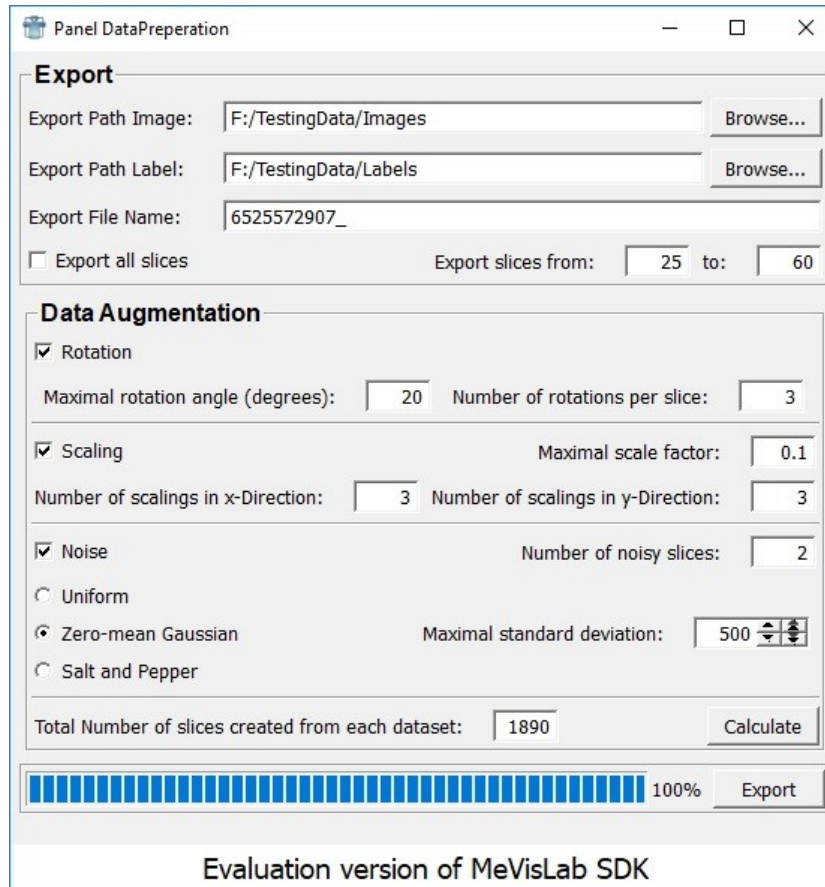 Panel DataPreperation
Export
Export Path Image: F:/TestingData/Images Browse...
Export Path Label: F:/TestingData/Labels Browse...
Export File Name: 6525572907_
Export all slices Export slices from: 25 to: 60
Data Augmentation
Rotation
Maximal rotation angle (degrees): 20 Number of rotations per slice: 3
Scaling Maximal scale factor: 0.1
Number of scalings in x-Direction: 3 Number of scalings in y-Direction: 3
Noise Number of noisy slices: 2
Uniform
Zero-mean Gaussian Maximal standard deviation: 500
Salt and Pepper
Total Number of slices created from each dataset: 1890 Calculate
100% Export
Evaluation version of MeVisLab SDK